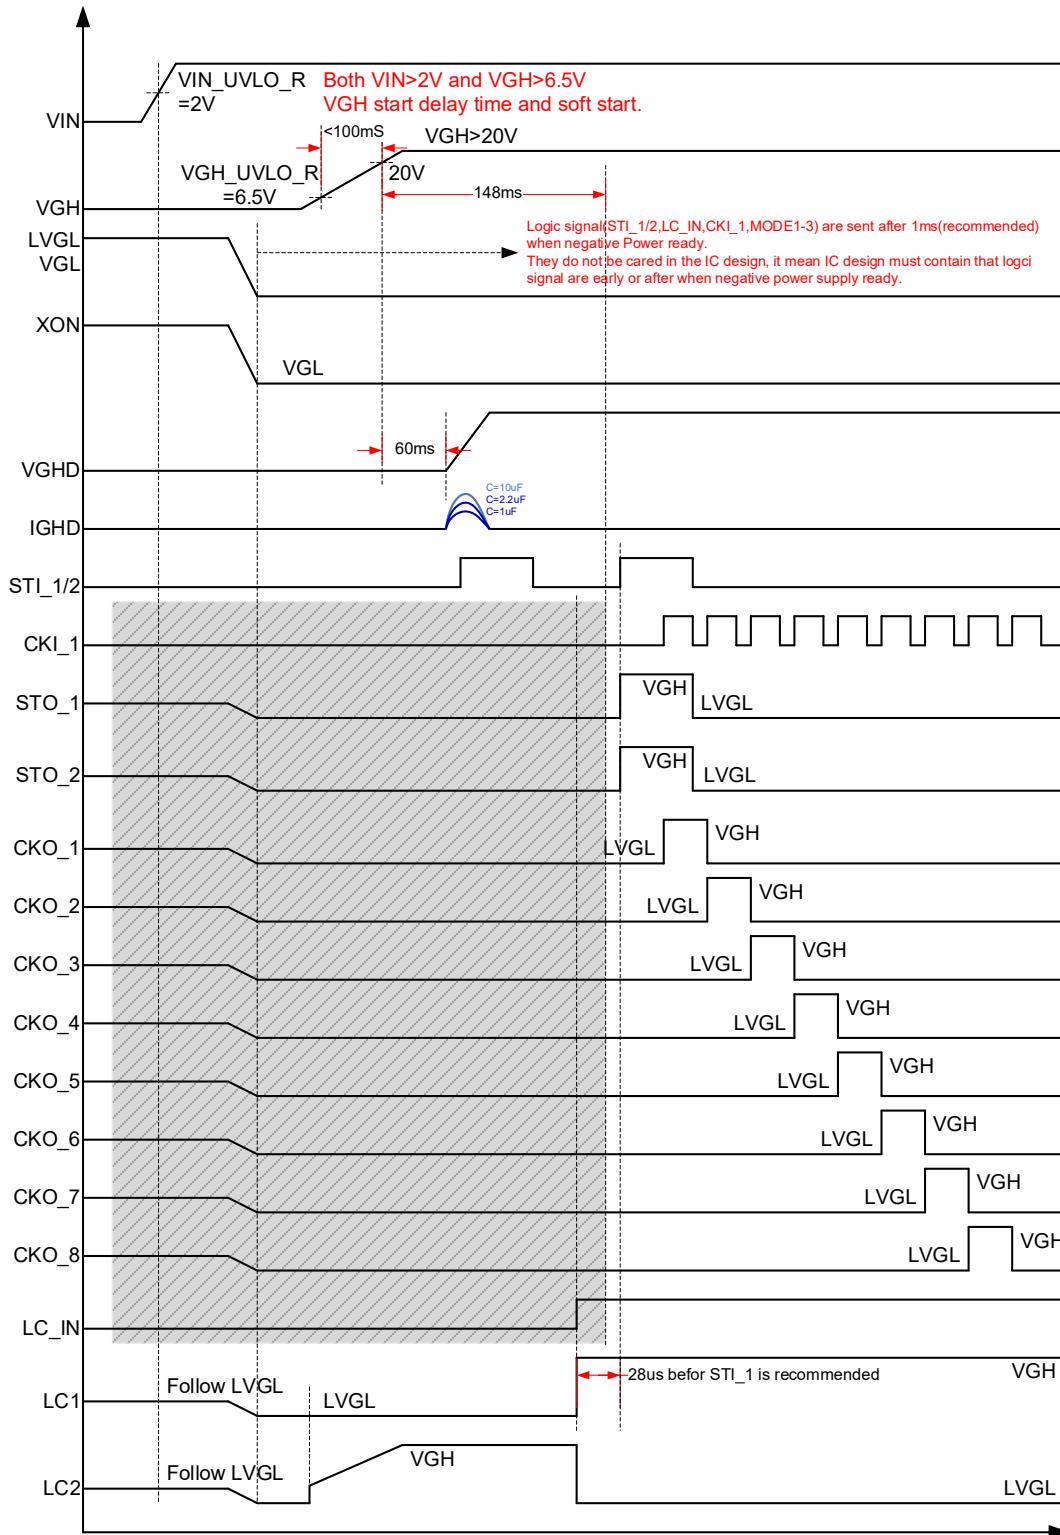 VIN_UVLO_R
=2V
Both VIN>2V and VGH>6.5V
VGH start delay time and soft start.
VIN
<100mS
VGH>20V
VGH_UVLO_R
=6.5V
20V
148ms
VGH
Logic signal(STI_1/2,LC_IN,CKI_1,MODE1-3) are sent after 1ms(recommended)
when negative Power ready.
They do not be cared in the IC design, it mean IC design must contain that logci
signal are early or after when negative power supply ready.
LVGL
VGL
XON
VGL
60ms
VGHD
C=10uF
C=2.2uF
C=1uF
IGHD
STI_1/2
CKI_1
STO_1
VGH
LVGL
STO_2
VGH
LVGL
CKO_1
LVGL
VGH
CKO_2
LVGL
VGH
CKO_3
LVGL
VGH
CKO_4
LVGL
VGH
CKO_5
LVGL
VGH
CKO_6
LVGL
VGH
CKO_7
LVGL
VGH
CKO_8
LVGL
VGH
LC_IN
28us befor STI_1 is recommended
VGH
LC1
Follow LVGL
LVGL
LC2
Follow LVGL
VGH
LVGL